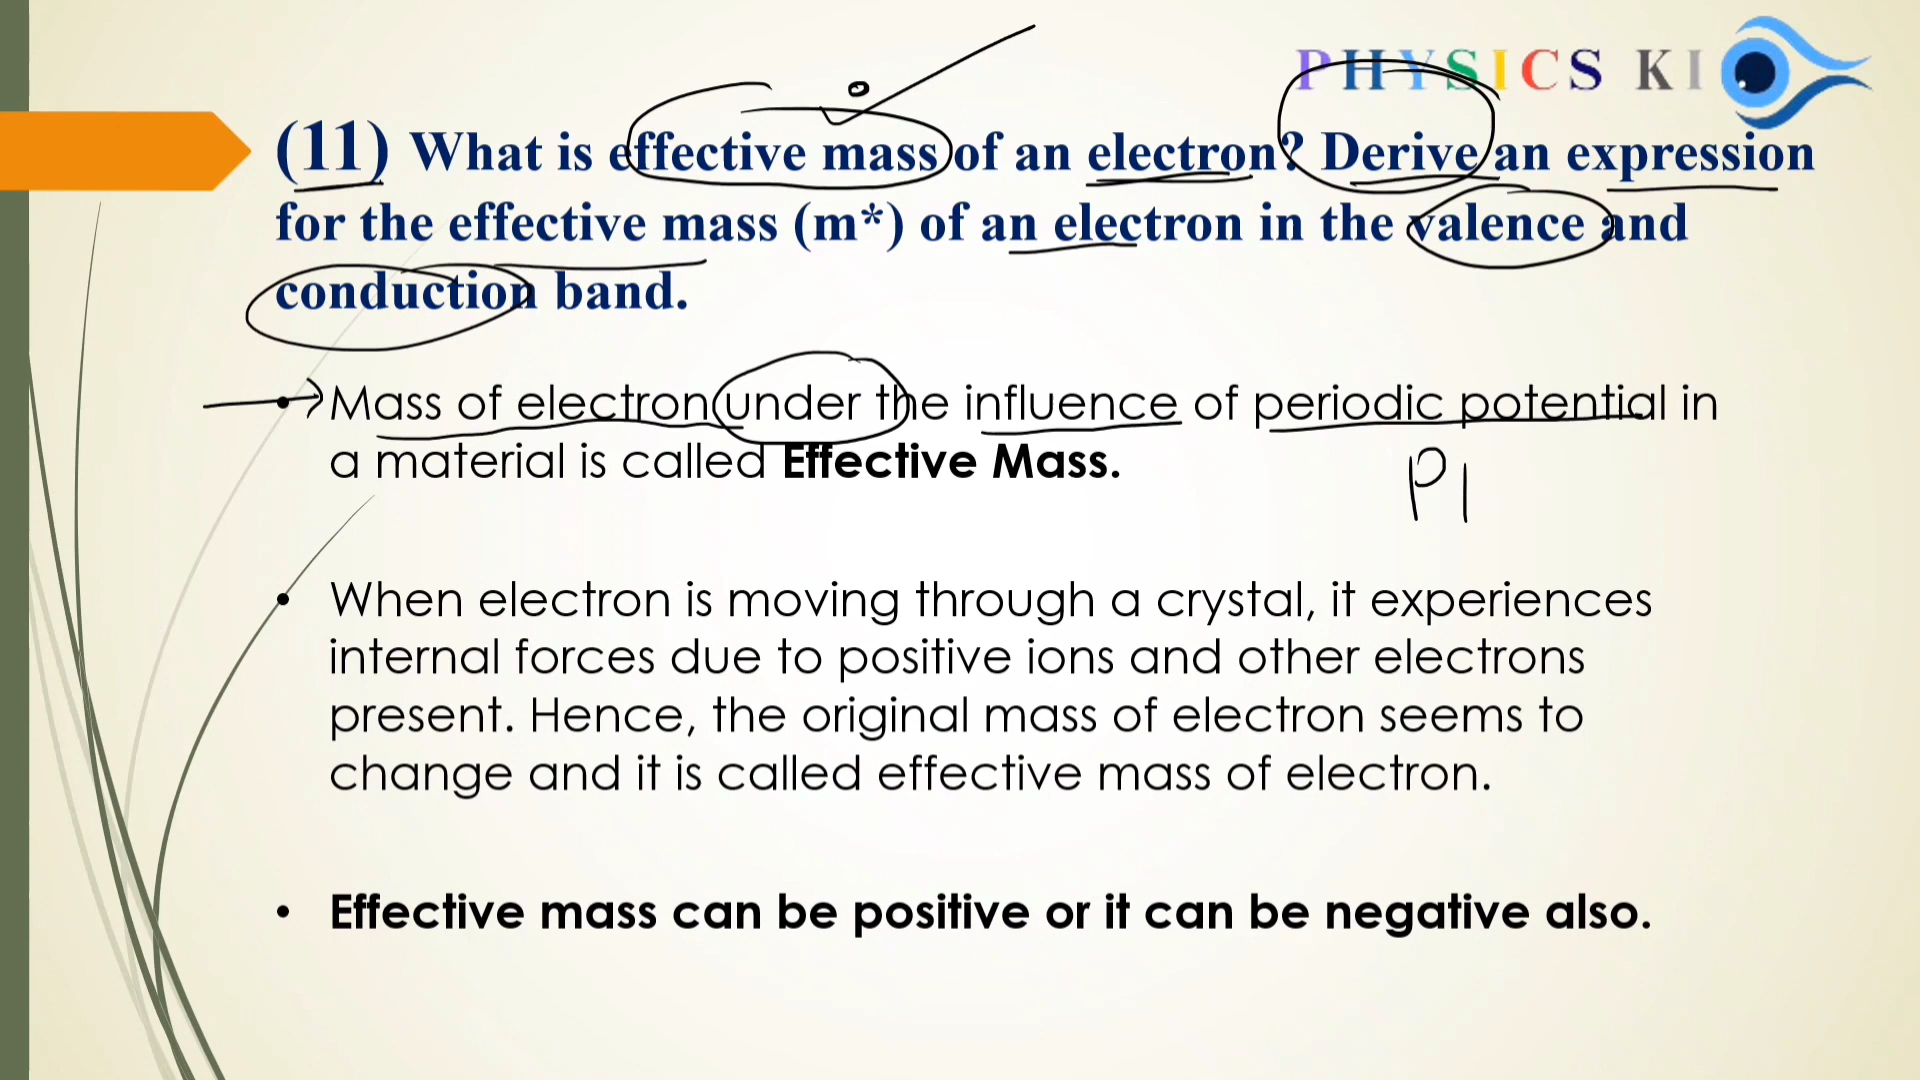 PHYSICS KI
(11) What is effective mass of an electron? Derive an expression
for the effective mass (m*) of an electron in the valence and
conduction band.
• Mass of electron under the influence of periodic potential in
a material is called Effective Mass.
• When electron is moving through a crystal, it experiences
internal forces due to positive ions and other electrons
present. Hence, the original mass of electron seems to
change and it is called effective mass of electron.
• Effective mass can be positive or it can be negative also.